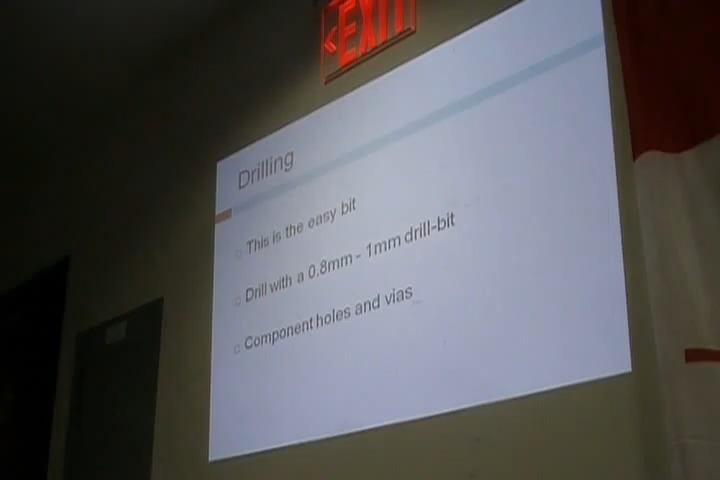 <EXIT
Drilling
This is the easy bit
Drill with a 0.8mm - 1mm drill-bit
Component holes and vias